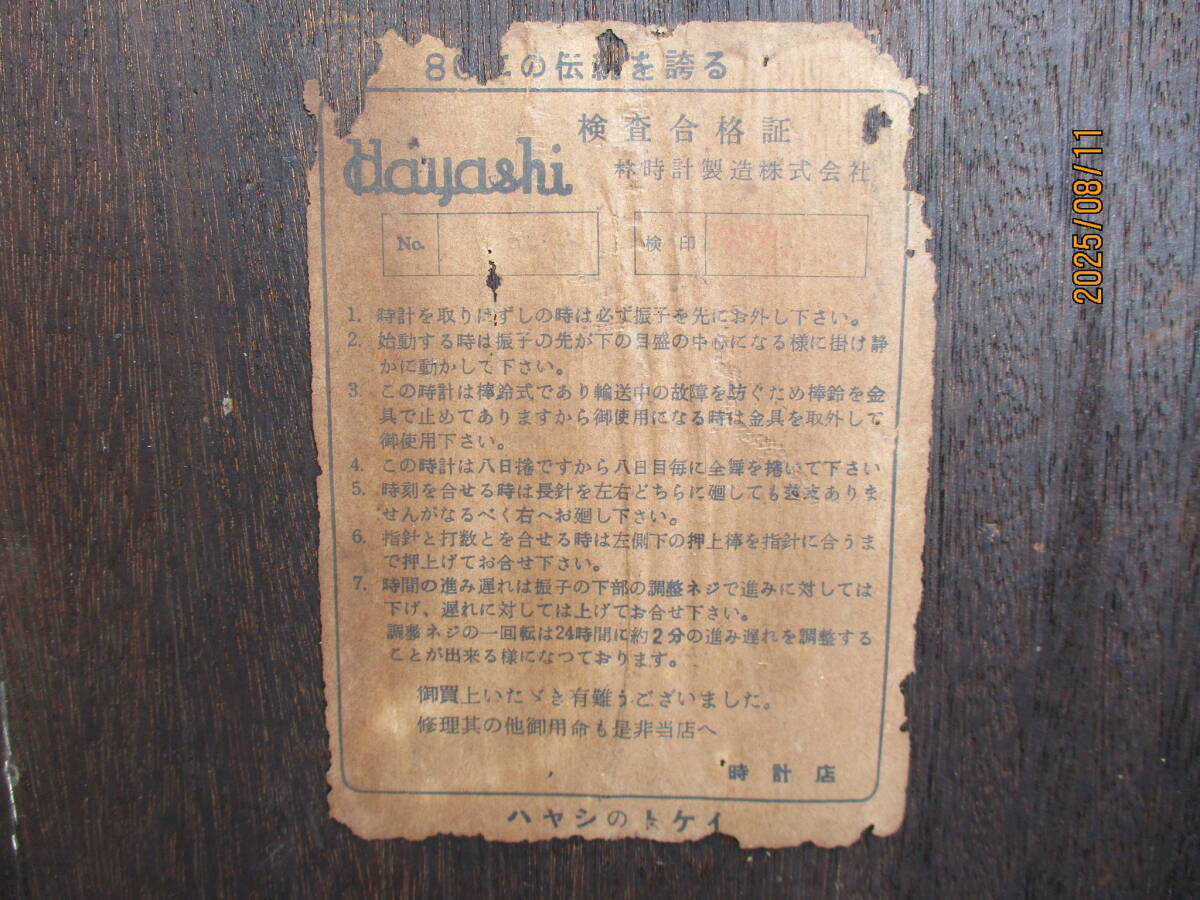 80年の伝統を誇る
検査合格証
Hayashi 林時計製造株式会社
No. 検印
1. 時計を取りはずしの時は必ず振子を先にお外し下さい。
2. 始動する時は振子の先が下の目盛の中心になる様に掛け静
かに動かして下さい。
3. この時計は棒鈴式であり輸送中の故障を防ぐため棒鈴を金
具で止めてありますから御使用になる時は金具を取外して
御使用下さい。
4. この時計は八日捲ですから八日目毎に全舞を捲いて下さい
5. 時刻を合せる時は長針を左右どちらに廻しても差支ありま
せんがなるべく右へお廻し下さい。
6. 指針と打数とを合せる時は左側下の押上棒を指針に合うま
で押上げてお合せ下さい。
7. 時間の進み遅れは振子の下部の調整ネジで進みに対しては
下げ、遅れに対しては上げてお合せ下さい。
調整ネジの一回転は24時間に約2分の進み遅れを調整する
ことが出来る様になつております。
御買上いたゞき有難うございました。
修理其の他御用命も是非当店へ
時計店
ハヤシのトケイ
2025/08/11